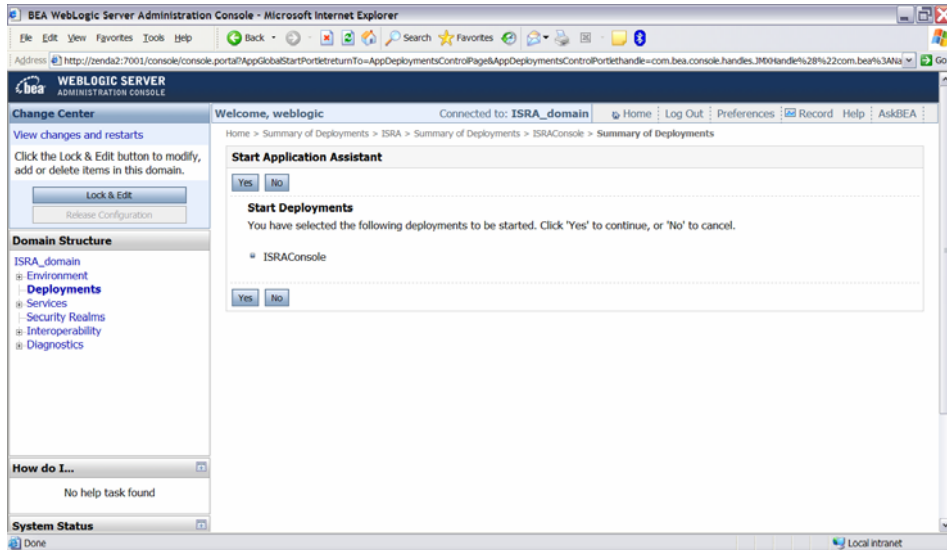 BEA WebLogic Server Administration Console - Microsoft Internet Explorer
File Edit View Favorites Tools Help
Back Search Favorites
Address http://zenda2:7001/console/console.portal?AppGlobalStartPortletreturnTo=AppDeploymentsControlPage&AppDeploymentsControlPortlethandle=com.bea.console.handles.JMXHandle%28%22com.bea%3ANa Go
bea WEBLOGIC SERVER
ADMINISTRATION CONSOLE
Change Center
View changes and restarts
Click the Lock & Edit button to modify,
add or delete items in this domain.
Lock & Edit
Release Configuration
Domain Structure
ISRA_domain
Environment
Deployments
Services
Security Realms
Interoperability
Diagnostics
How do I...
No help task found
System Status
Welcome, weblogic Connected to: ISRA_domain Home Log Out Preferences Record Help AskBEA
Home > Summary of Deployments > ISRA > Summary of Deployments > ISRAConsole > Summary of Deployments
Start Application Assistant
Yes No
Start Deployments
You have selected the following deployments to be started. Click 'Yes' to continue, or 'No' to cancel.
ISRAConsole
Yes No
Done Local intranet